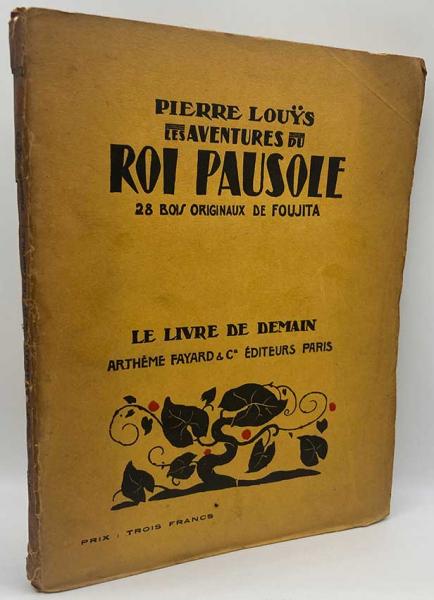 PIERRE LOUŸS
LES AVENTURES DU
ROI PAUSOLE
28 BOIS ORIGINAUX DE FOUJITA
LE LIVRE DE DEMAIN
ARTHÈME FAYARD & Cie ÉDITEURS PARIS
PRIX : TROIS FRANCS